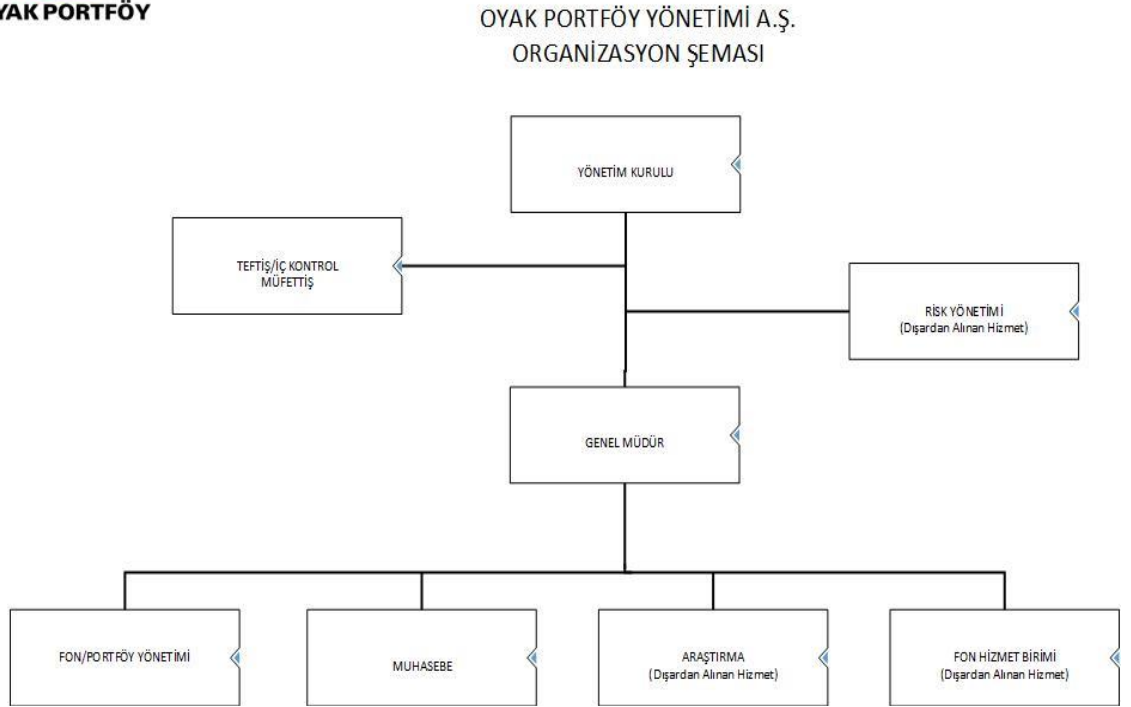 YAK PORTFÖY
OYAK PORTFÖY YÖNETİMİ A.Ş.
ORGANİZASYON ŞEMASI
YÖNETİM KURULU
TEFTİŞ/İÇ KONTROL
MÜFETTİŞ
RİSK YÖNETİMİ
(Dışardan Alınan Hizmet)
GENEL MÜDÜR
FON/PORTFÖY YÖNETİMİ
MUHASEBE
ARAŞTIRMA
(Dışardan Alınan Hizmet)
FON HİZMET BİRİMİ
(Dışardan Alınan Hizmet)